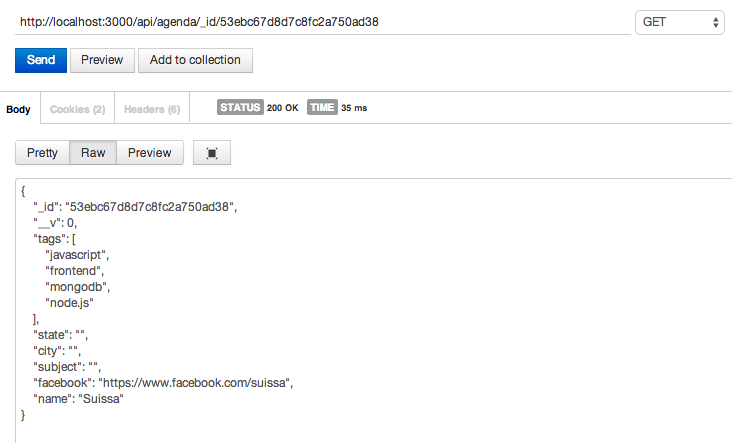 http://localhost:3000/api/agenda/_id/53ebc67d8d7c8fc2a750ad38 GET
Send Preview Add to collection
Body Cookies (2) Headers (6) STATUS 200 OK TIME 35 ms
Pretty Raw Preview
{
    "_id": "53ebc67d8d7c8fc2a750ad38",
    "__v": 0,
    "tags": [
        "javascript",
        "frontend",
        "mongodb",
        "node.js"
    ],
    "state": "",
    "city": "",
    "subject": "",
    "facebook": "https://www.facebook.com/suissa",
    "name": "Suissa"
}